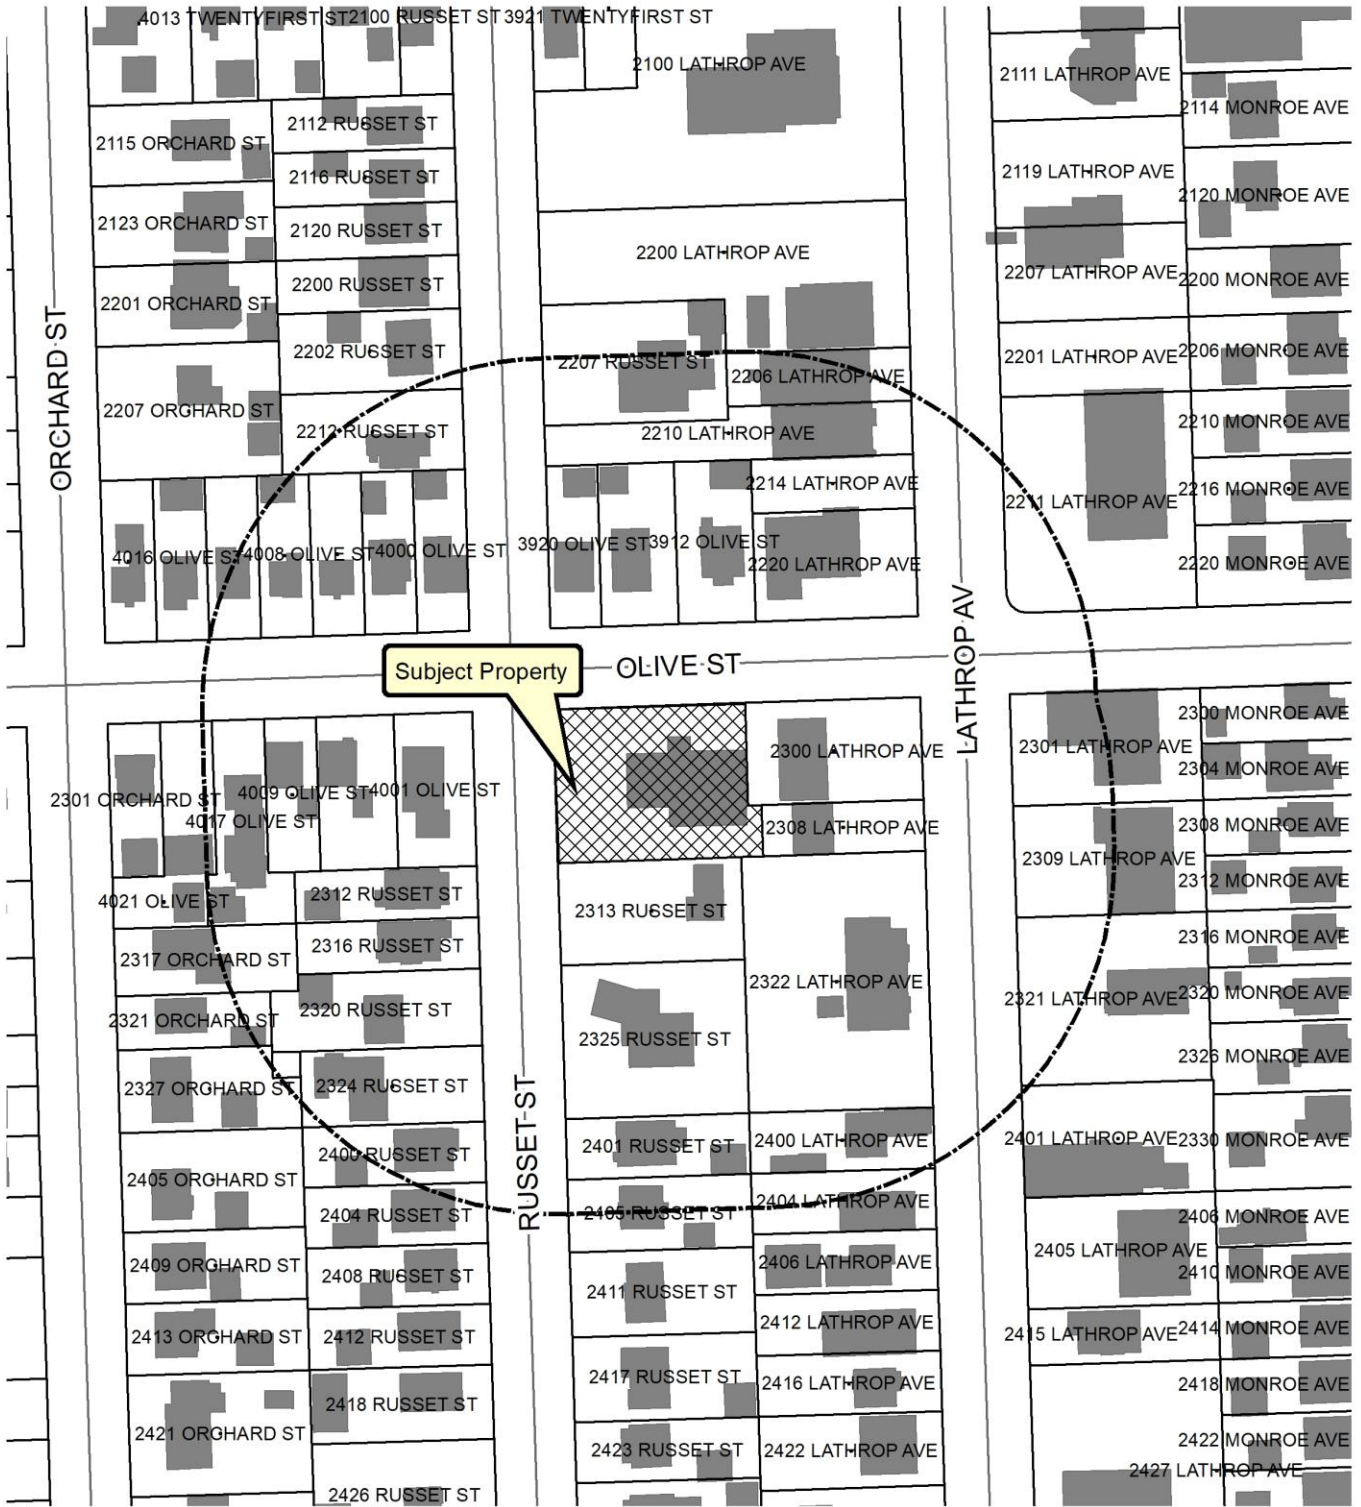 4013 TWENTYFIRST ST
2100 RUSSET ST
3921 TWENTYFIRST ST
2100 LATHROP AVE
2111 LATHROP AVE
2114 MONROE AVE
2115 ORCHARD ST
2112 RUSSET ST
2116 RUSSET ST
2119 LATHROP AVE
2120 MONROE AVE
2123 ORCHARD ST
2120 RUSSET ST
2200 LATHROP AVE
2207 LATHROP AVE
2200 MONROE AVE
2201 ORCHARD ST
2200 RUSSET ST
2202 RUSSET ST
2207 RUSSET ST
2206 LATHROP AVE
2201 LATHROP AVE
2206 MONROE AVE
ORCHARD ST
2207 ORCHARD ST
2212 RUSSET ST
2210 LATHROP AVE
2210 MONROE AVE
2214 LATHROP AVE
2211 LATHROP AVE
2216 MONROE AVE
4016 OLIVE ST
4008 OLIVE ST
4000 OLIVE ST
3920 OLIVE ST
3912 OLIVE ST
2220 LATHROP AVE
2220 MONROE AVE
Subject Property
OLIVE ST
LATHROP AV
2300 MONROE AVE
2300 LATHROP AVE
2301 LATHROP AVE
2304 MONROE AVE
2301 ORCHARD ST
4009 OLIVE ST
4001 OLIVE ST
4017 OLIVE ST
2308 LATHROP AVE
2308 MONROE AVE
2309 LATHROP AVE
2312 MONROE AVE
4021 OLIVE ST
2312 RUSSET ST
2313 RUSSET ST
2316 MONROE AVE
2317 ORCHARD ST
2316 RUSSET ST
2322 LATHROP AVE
2321 LATHROP AVE
2320 MONROE AVE
2321 ORCHARD ST
2320 RUSSET ST
2325 RUSSET ST
2326 MONROE AVE
2327 ORCHARD ST
2324 RUSSET ST
RUSSET ST
2401 RUSSET ST
2400 LATHROP AVE
2401 LATHROP AVE
2330 MONROE AVE
2405 ORCHARD ST
2400 RUSSET ST
2404 RUSSET ST
2405 RUSSET ST
2404 LATHROP AVE
2406 MONROE AVE
2409 ORCHARD ST
2408 RUSSET ST
2411 RUSSET ST
2406 LATHROP AVE
2405 LATHROP AVE
2410 MONROE AVE
2413 ORCHARD ST
2412 RUSSET ST
2412 LATHROP AVE
2415 LATHROP AVE
2414 MONROE AVE
2417 RUSSET ST
2416 LATHROP AVE
2418 MONROE AVE
2421 ORCHARD ST
2418 RUSSET ST
2423 RUSSET ST
2422 LATHROP AVE
2422 MONROE AVE
2427 LATHROP AVE
2426 RUSSET ST